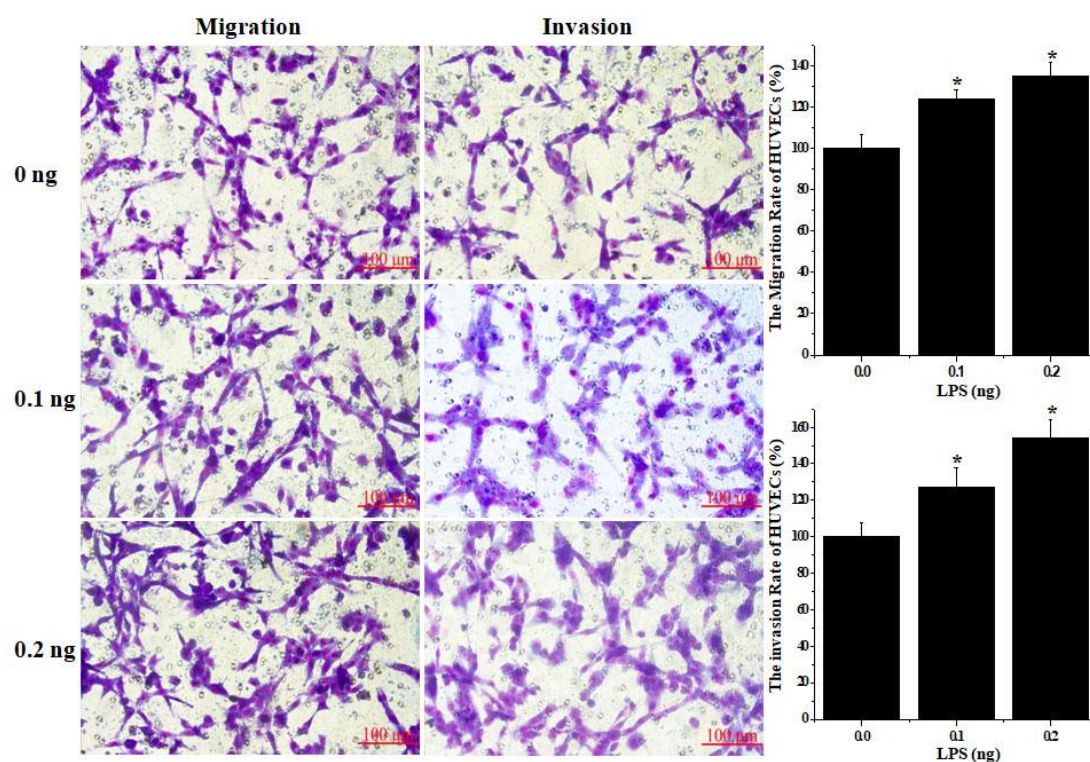 Migration Invasion
0 ng
100 μm
100 μm
0.1 ng
100 μm
100 μm
0.2 ng
100 μm
100 μm
The Migration Rate of HUVECs (%)
140
120
100
80
60
40
20
0
*
*
0.0 0.1 0.2
LPS (ng)
The invasion Rate of HUVECs (%)
160
140
120
100
80
60
40
20
0
*
*
0.0 0.1 0.2
LPS (ng)